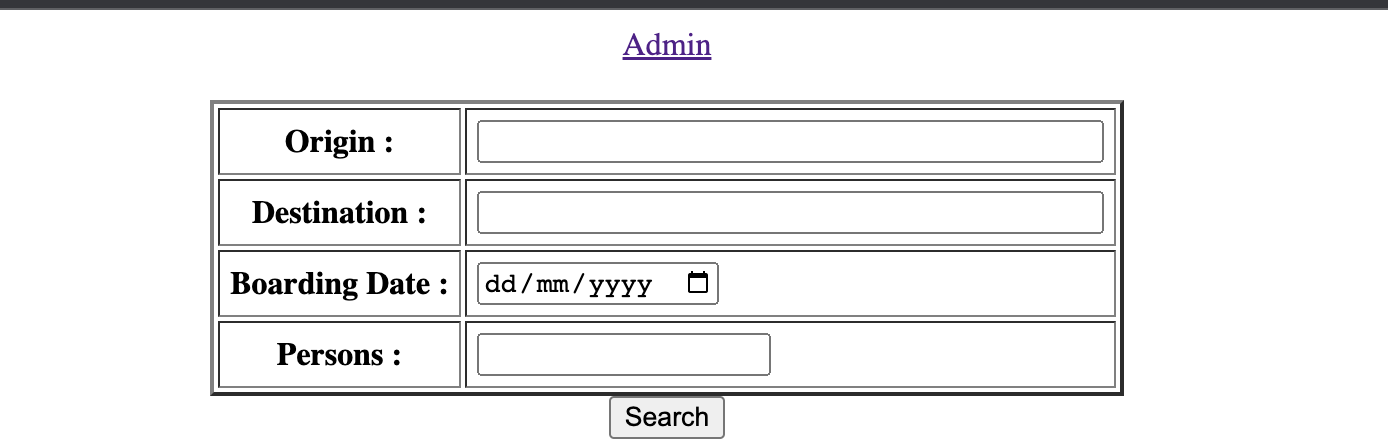 Admin
Origin :
Destination :
Boarding Date : dd/mm/yyyy
Persons :
Search